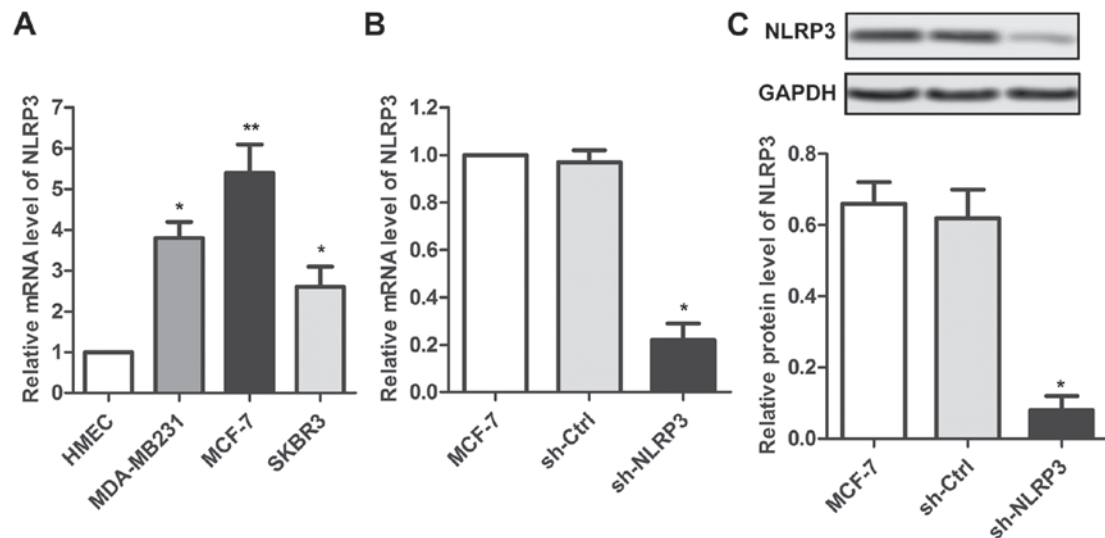 A
Relative mRNA level of NLRP3
7
6
5
4
3
2
1
0
*
**
*
HMEC
MDA-MB231
MCF-7
SKBR3
B
Relative mRNA level of NLRP3
1.2
1.0
0.8
0.6
0.4
0.2
0.0
*
MCF-7
sh-Ctrl
sh-NLRP3
C
NLRP3
GAPDH
Relative protein level of NLRP3
0.8
0.6
0.4
0.2
0.0
*
MCF-7
sh-Ctrl
sh-NLRP3